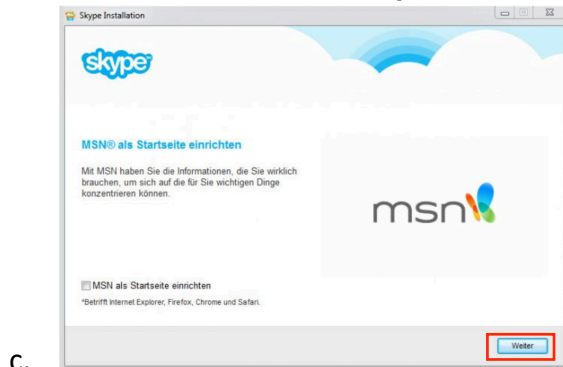 Skype Installation
skype
MSN® als Startseite einrichten
Mit MSN haben Sie die Informationen, die Sie wirklich
brauchen, um sich auf die für Sie wichtigen Dinge
konzentrieren können.
msn
MSN als Startseite einrichten
*Betrifft Internet Explorer, Firefox, Chrome und Safari.
Weiter
c.